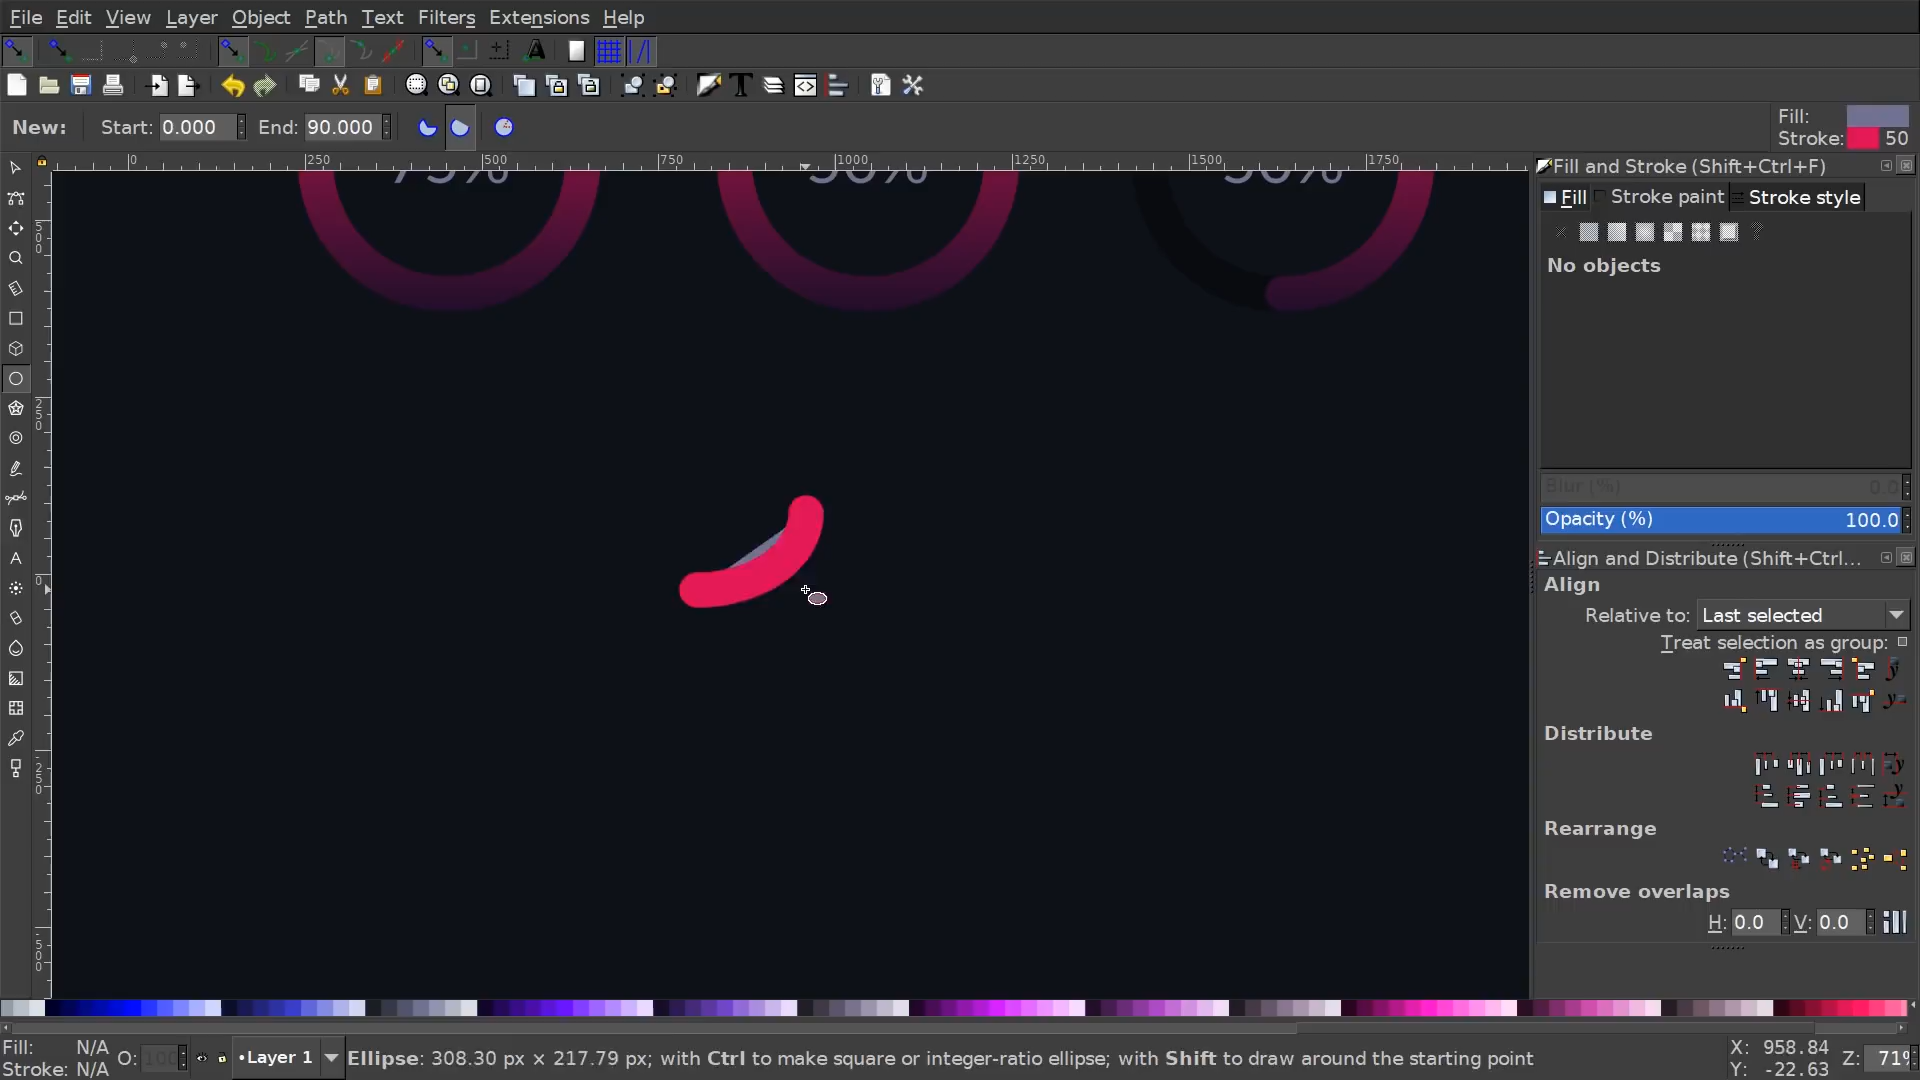 File Edit View Layer Object Path Text Filters Extensions Help
New: Start: 0.000 End: 90.000
Fill:
Stroke: 50
0 250 500 750 1000 1250 1500 1750
Fill and Stroke (Shift+Ctrl+F)
Fill Stroke paint Stroke style
No objects
Blur (%) 0.0
Opacity (%) 100.0
Align and Distribute (Shift+Ctrl...
Align
Relative to: Last selected
Treat selection as group:
Distribute
Rearrange
Remove overlaps
H: 0.0 V: 0.0
Fill: N/A
Stroke: N/A
O: 100
Layer 1
Ellipse: 308.30 px × 217.79 px; with Ctrl to make square or integer-ratio ellipse; with Shift to draw around the starting point
X: 958.84
Y: -22.63
Z: 71%